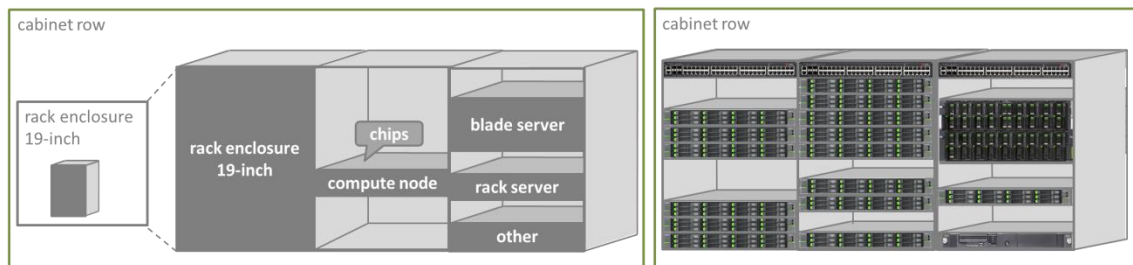 cabinet row
rack enclosure
19-inch
rack enclosure
19-inch
chips
compute node
blade server
rack server
other
cabinet row